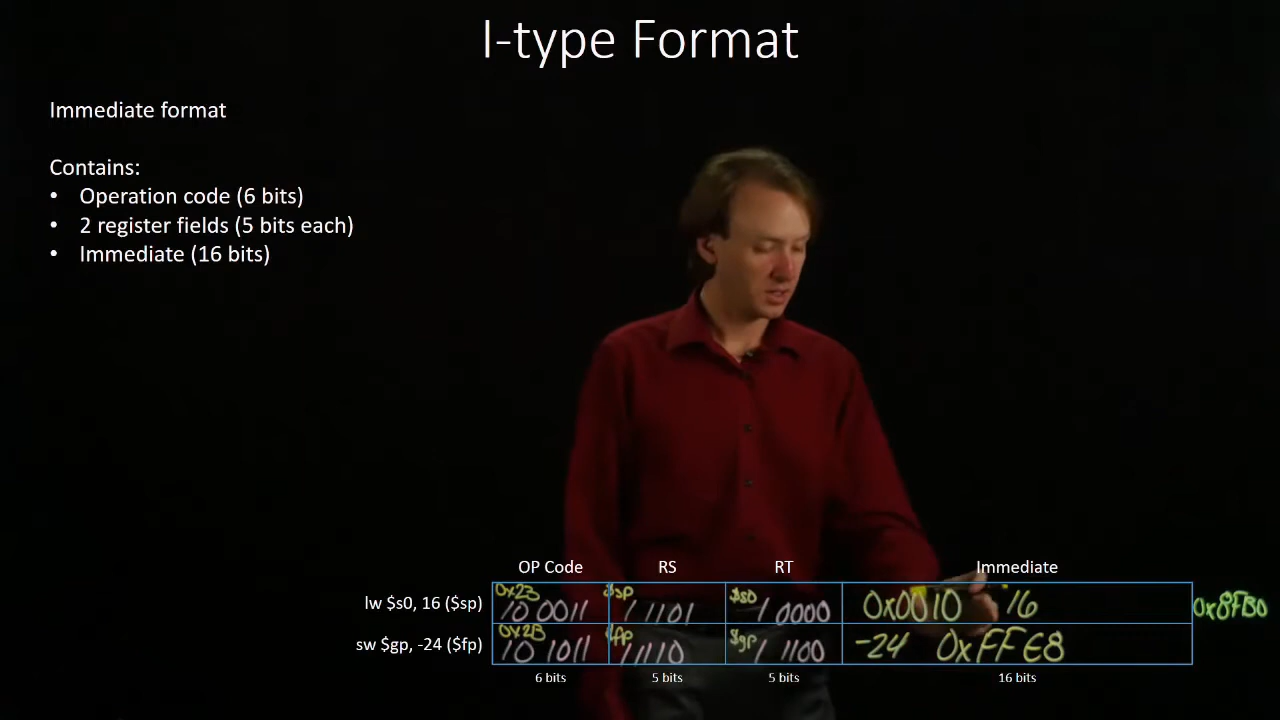 I-type Format
Immediate format
Contains:
• Operation code (6 bits)
• 2 register fields (5 bits each)
• Immediate (16 bits)
OP Code RS RT Immediate
lw $s0, 16 ($sp) 0x23 10 0011 $sp 1 1101 $s0 1 0000 0x0010 16 0x8FB0
sw $gp, -24 ($fp) 0x2B 10 1011 $fp 1 1110 $gp 1 1100 -24 0xFFE8
6 bits 5 bits 5 bits 16 bits